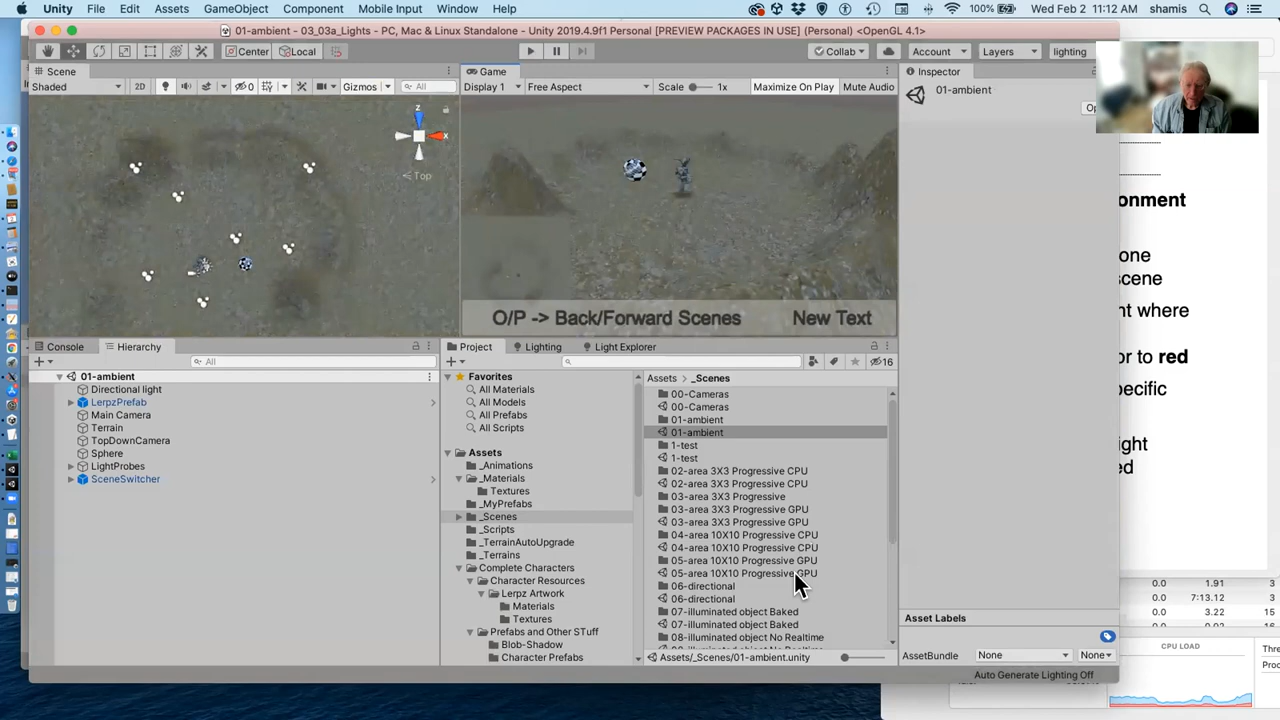 Unity File Edit Assets GameObject Component Mobile Input Window Help 100% Wed Feb 2 11:12 AM shamis
01-ambient - 03_03a_Lights - PC, Mac & Linux Standalone - Unity 2019.4.9f1 Personal [PREVIEW PACKAGES IN USE] (Personal) <OpenGL 4.1>
Center Local Collab Account Layers lighting
Scene Game Inspector
Shaded 2D 0 Gizmos All Display 1 Free Aspect Scale 1x Maximize On Play Mute Audio
01-ambient
Op
z
x
Top
O/P -> Back/Forward Scenes New Text
Console Hierarchy Project Lighting Light Explorer
All 16
01-ambient
Directional light
LerpzPrefab
Main Camera
Terrain
TopDownCamera
Sphere
LightProbes
SceneSwitcher
Favorites
All Materials
All Models
All Prefabs
All Scripts
Assets
_Animations
_Materials
Textures
_MyPrefabs
_Scenes
_Scripts
_TerrainAutoUpgrade
_Terrains
Complete Characters
Character Resources
Lerpz Artwork
Materials
Textures
Prefabs and Other STuff
Blob-Shadow
Character Prefabs
Assets > _Scenes
00-Cameras
00-Cameras
01-ambient
01-ambient
1-test
1-test
02-area 3X3 Progressive CPU
02-area 3X3 Progressive CPU
03-area 3X3 Progressive
03-area 3X3 Progressive GPU
03-area 3X3 Progressive GPU
04-area 10X10 Progressive CPU
04-area 10X10 Progressive CPU
05-area 10X10 Progressive GPU
05-area 10X10 Progressive GPU
06-directional
06-directional
07-illuminated object Baked
07-illuminated object Baked
08-illuminated object No Realtime
Assets/_Scenes/01-ambient.unity
Asset Labels
AssetBundle None None
Auto Generate Lighting Off
onment
one
scene
nt where
or to red
ecific
ight
ed
0.0 1.91 3
0.0 7:13.12
0.0 3.22 15
CPU LOAD
Thre
Proc